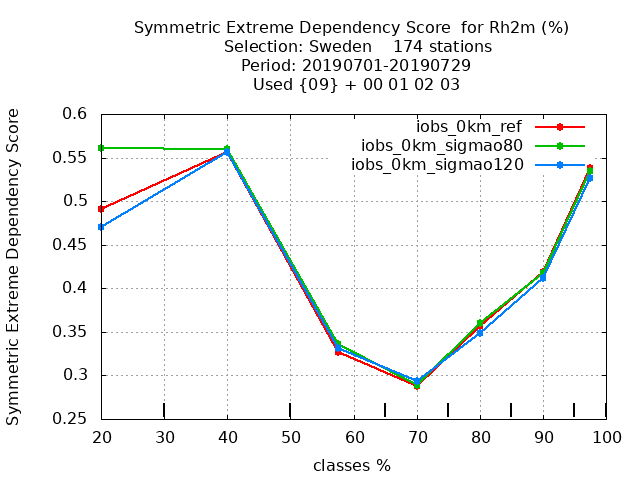 Symmetric Extreme Dependency Score for Rh2m (%)
Selection: Sweden 174 stations
Period: 20190701-20190729
Used {09} + 00 01 02 03
Symmetric Extreme Dependency Score
0.6
0.55
0.5
0.45
0.4
0.35
0.3
0.25
iobs_0km_ref
iobs_0km_sigmao80
iobs_0km_sigmao120
20 30 40 50 60 70 80 90 100
classes %